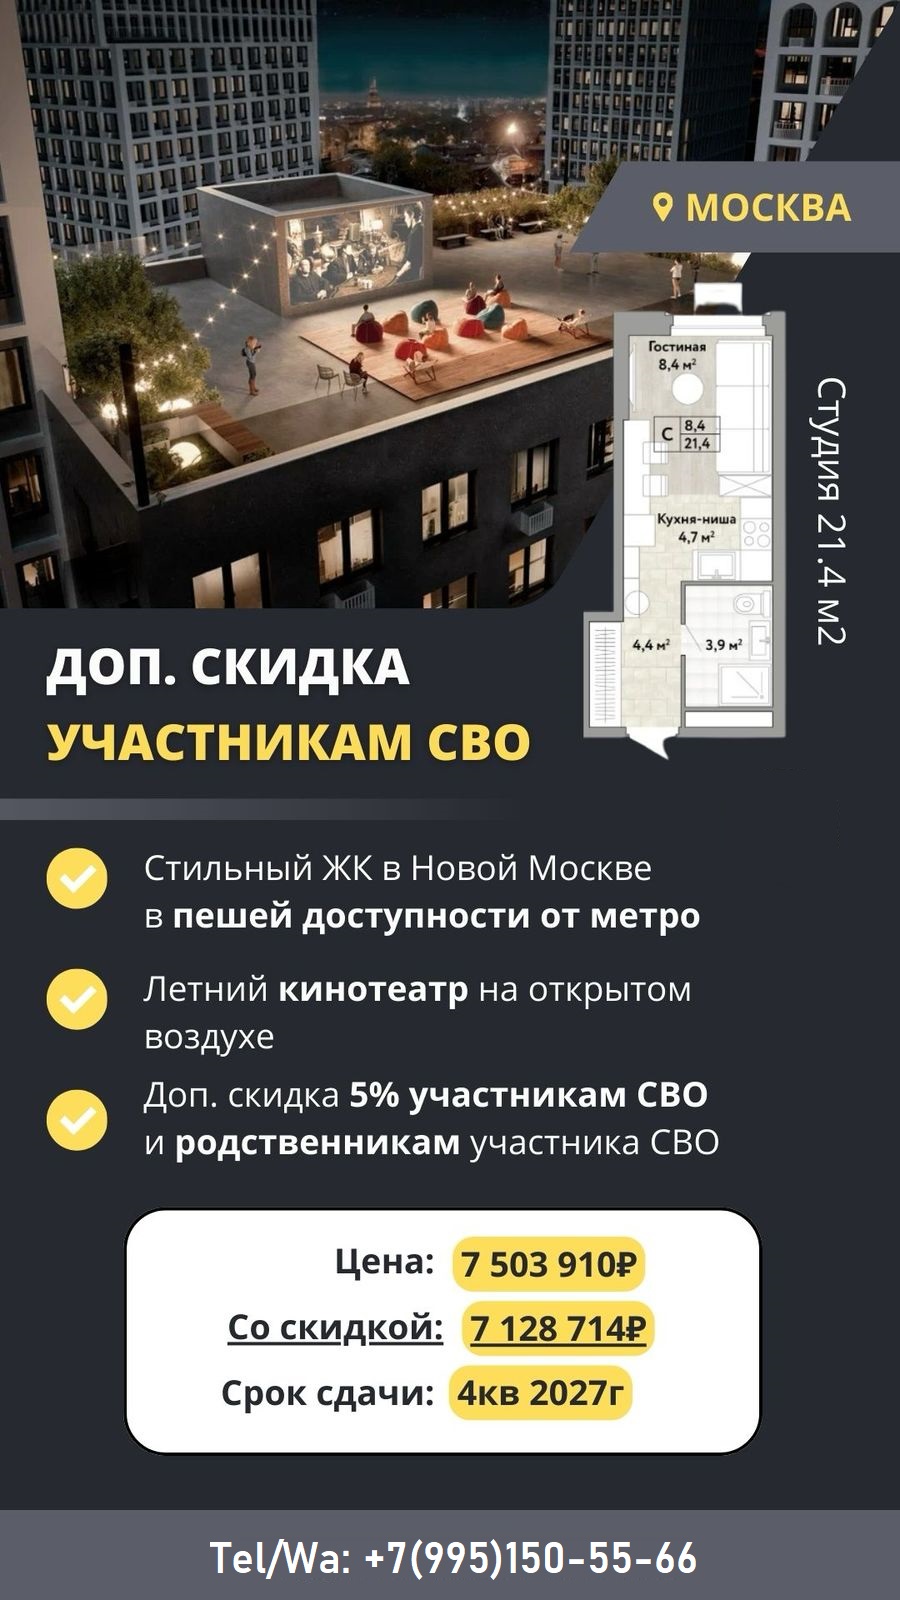 МОСКВА
Гостиная
8,4 м²
С 8,4
21,4
Кухня-ниша
4,7 м²
4,4 м²
3,9 м²
Студия 21.4 м2
ДОП. СКИДКА
УЧАСТНИКАМ СВО
Стильный ЖК в Новой Москве
в пешей доступности от метро
Летний кинотеатр на открытом
воздухе
Доп. скидка 5% участникам СВО
и родственникам участника СВО
Цена: 7 503 910₽
Со скидкой: 7 128 714₽
Срок сдачи: 4кв 2027г
Tel/Wa: +7(995)150-55-66